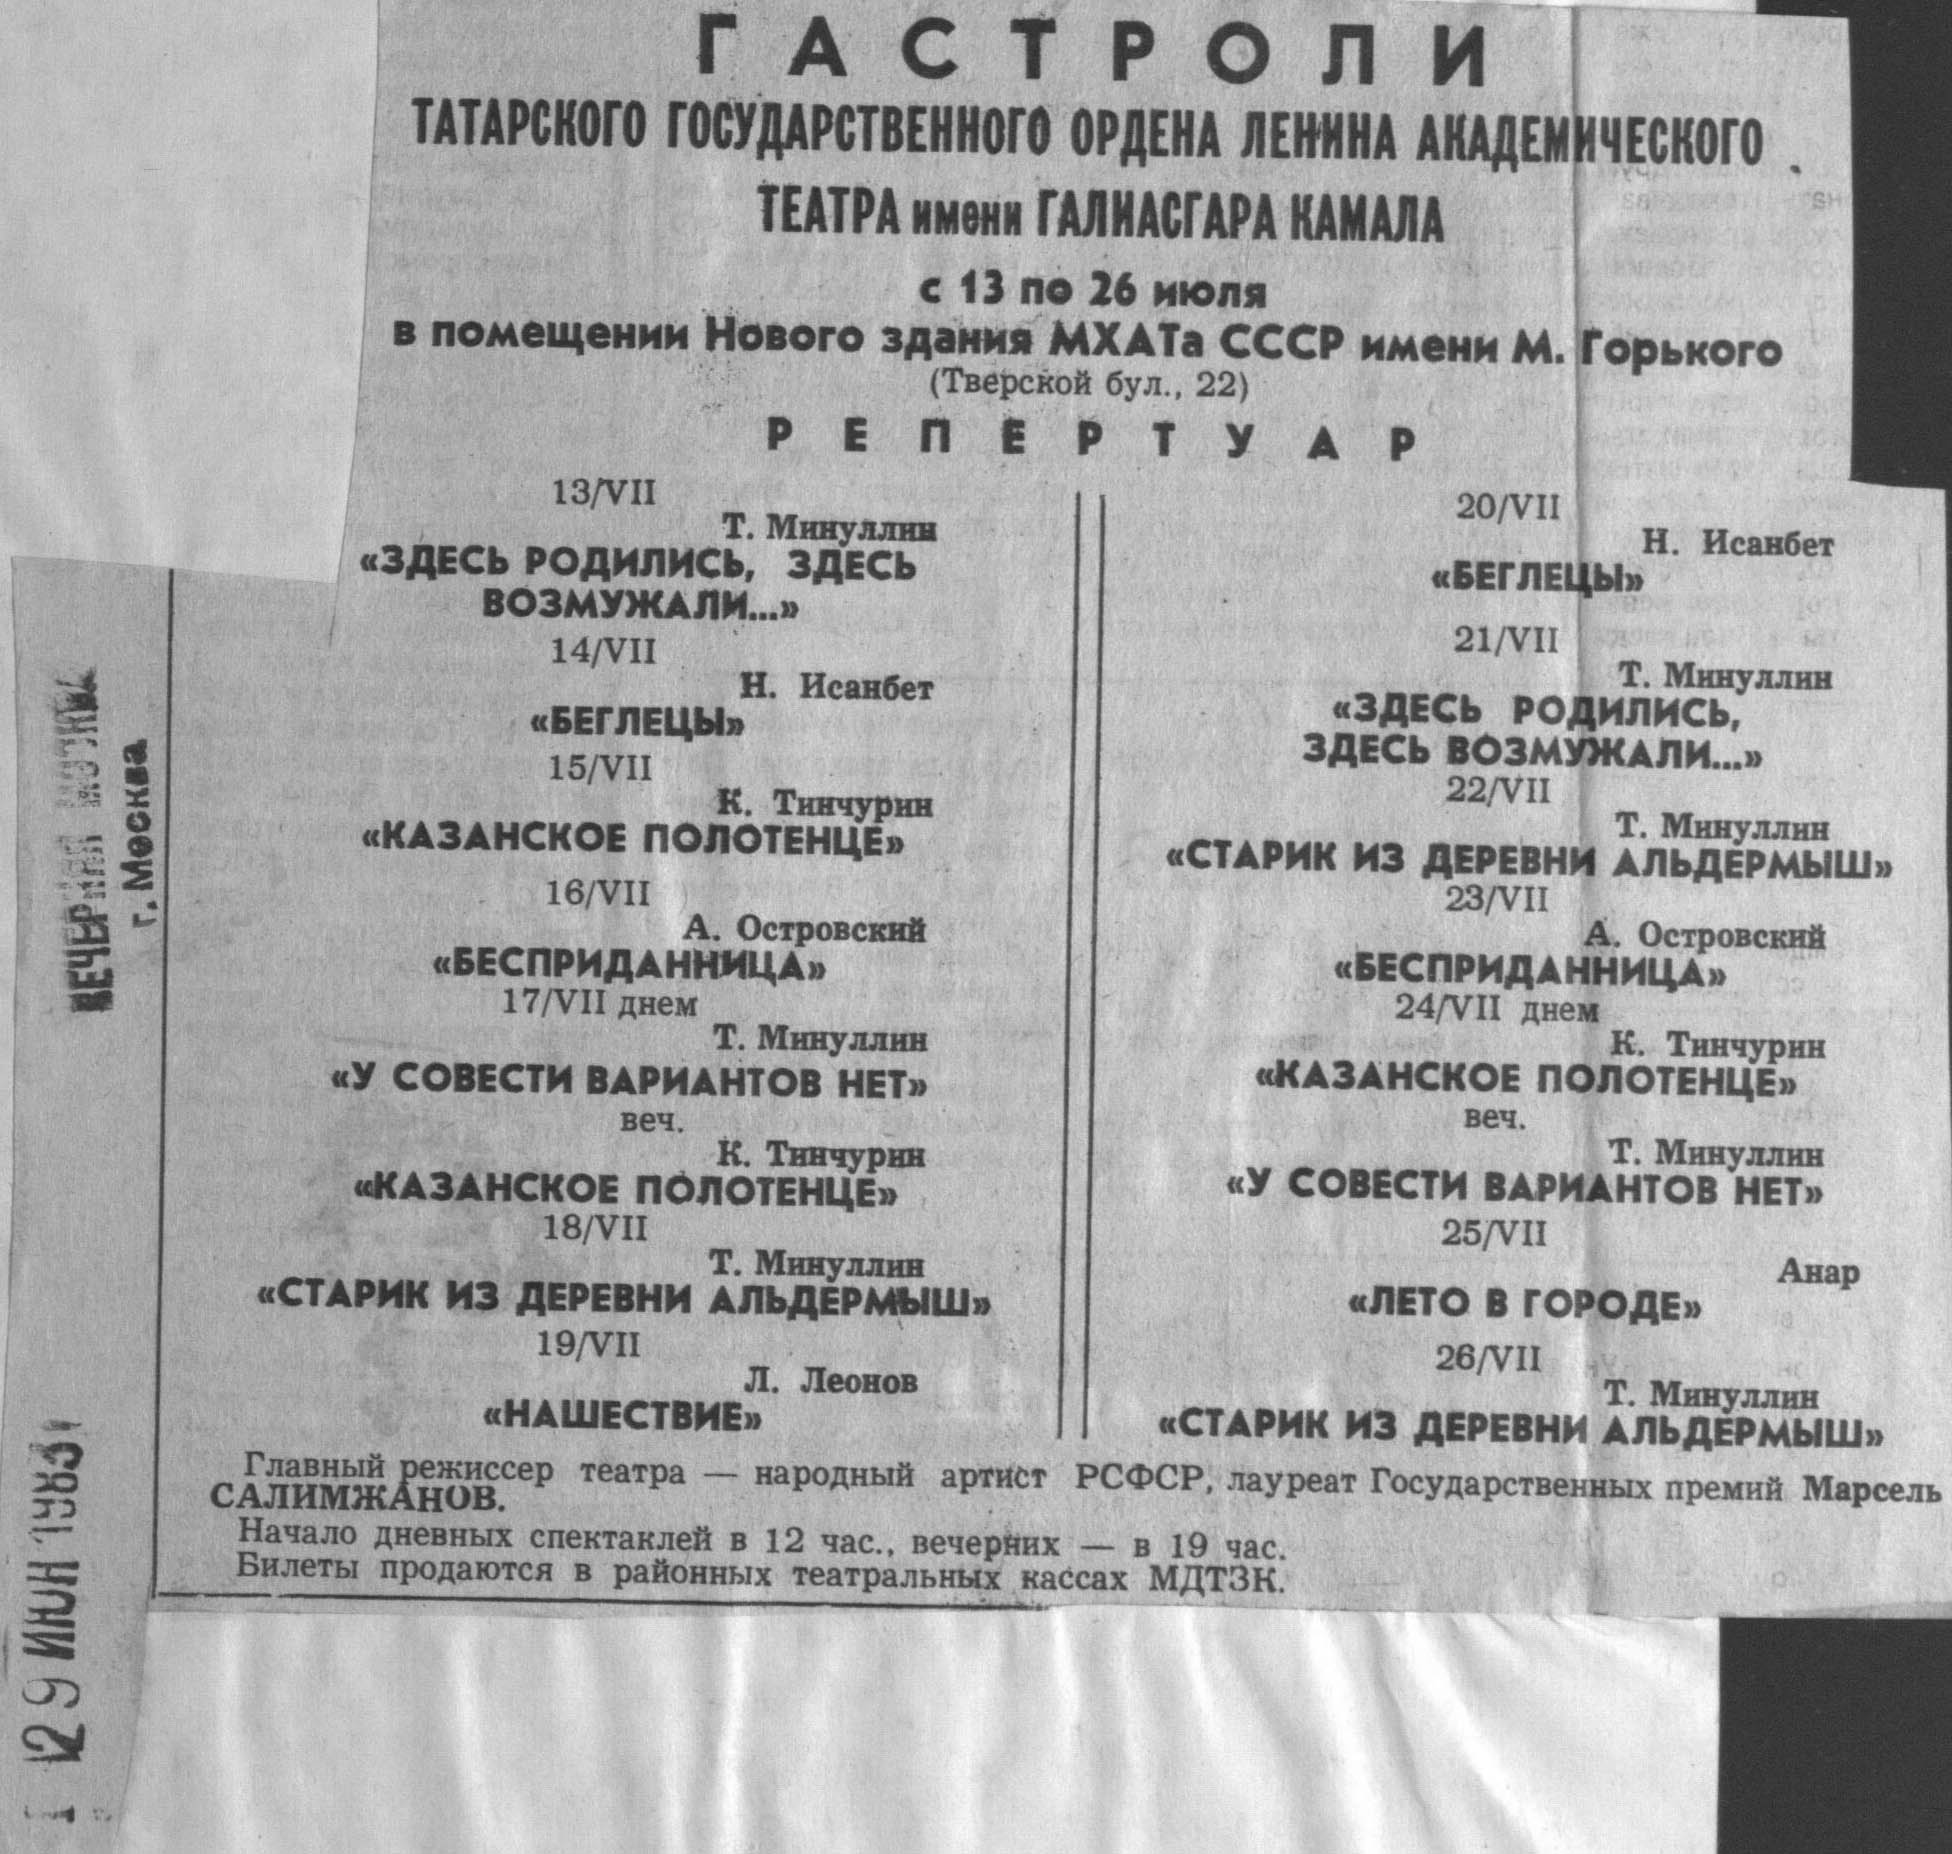 ГАСТРОЛИ
ТАТАРСКОГО ГОСУДАРСТВЕННОГО ОРДЕНА ЛЕНИНА АКАДЕМИЧЕСКОГО
ТЕАТРА имени ГАЛИАСГАРА КАМАЛА
с 13 по 26 июля
в помещении Нового здания МХАТа СССР имени М. Горького
(Тверской бул., 22)
РЕПЕРТУАР
13/VII
Т. Минуллин
«ЗДЕСЬ РОДИЛИСЬ, ЗДЕСЬ
ВОЗМУЖАЛИ...»
14/VII
Н. Исанбет
«БЕГЛЕЦЫ»
15/VII
К. Тинчурин
«КАЗАНСКОЕ ПОЛОТЕНЦЕ»
16/VII
А. Островский
«БЕСПРИДАННИЦА»
17/VII днем
Т. Минуллин
«У СОВЕСТИ ВАРИАНТОВ НЕТ»
веч.
К. Тинчурин
«КАЗАНСКОЕ ПОЛОТЕНЦЕ»
18/VII
Т. Минуллин
«СТАРИК ИЗ ДЕРЕВНИ АЛЬДЕРМЫШ»
19/VII
Л. Леонов
«НАШЕСТВИЕ»
20/VII
Н. Исанбет
«БЕГЛЕЦЫ»
21/VII
Т. Минуллин
«ЗДЕСЬ РОДИЛИСЬ,
ЗДЕСЬ ВОЗМУЖАЛИ...»
22/VII
Т. Минуллин
«СТАРИК ИЗ ДЕРЕВНИ АЛЬДЕРМЫШ»
23/VII
А. Островский
«БЕСПРИДАННИЦА»
24/VII днем
К. Тинчурин
«КАЗАНСКОЕ ПОЛОТЕНЦЕ»
веч.
Т. Минуллин
«У СОВЕСТИ ВАРИАНТОВ НЕТ»
25/VII
Анар
«ЛЕТО В ГОРОДЕ»
26/VII
Т. Минуллин
«СТАРИК ИЗ ДЕРЕВНИ АЛЬДЕРМЫШ»
Главный режиссер театра — народный артист РСФСР, лауреат Государственных премий Марсель
САЛИМЖАНОВ.
Начало дневных спектаклей в 12 час., вечерних — в 19 час.
Билеты продаются в районных театральных кассах МДТЗК.
ВЕЧЕРНЯЯ МОСКВА
г. Москва
29 ИЮН 1983